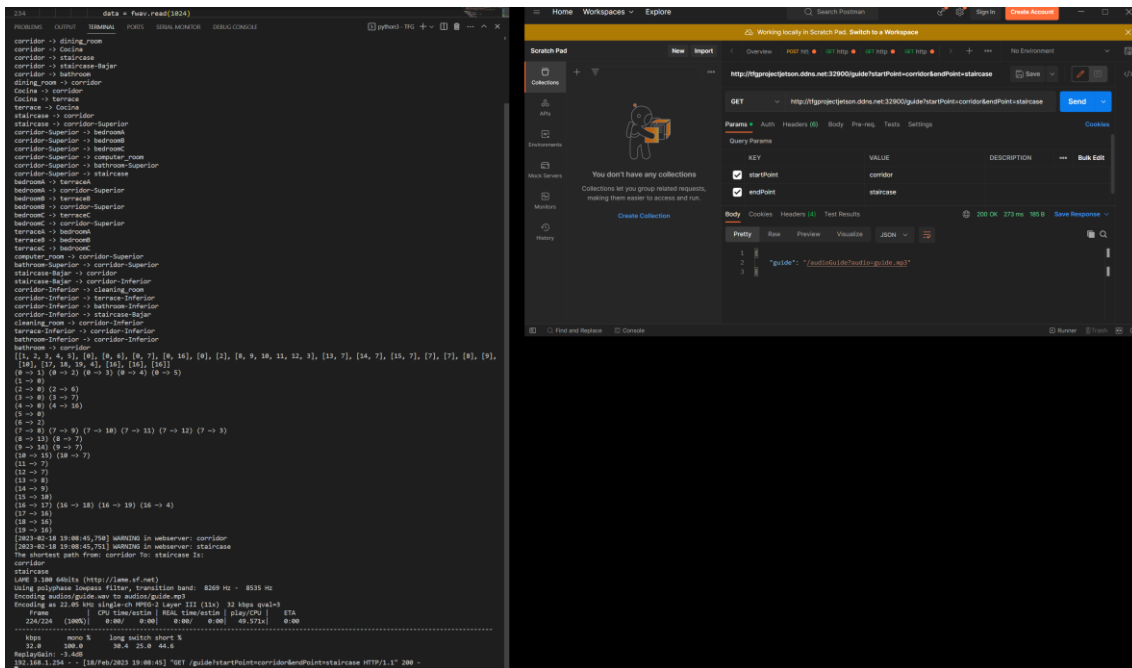 234 data = fwav.read(1024)
PROBLEMS OUTPUT TERMINAL PORTS SERIAL MONITOR DEBUG CONSOLE python3 - TFG
corridor -> dining_room
corridor -> Cocina
corridor -> staircase
corridor -> staircase-Bajar
corridor -> bathroom
dining_room -> corridor
Cocina -> corridor
Cocina -> terrace
terrace -> Cocina
staircase -> corridor
staircase -> corridor-Superior
corridor-Superior -> bedroomA
corridor-Superior -> bedroomB
corridor-Superior -> bedroomC
corridor-Superior -> computer_room
corridor-Superior -> bathroom-Superior
corridor-Superior -> staircase
bedroomA -> terraceA
bedroomA -> corridor-Superior
bedroomB -> terraceB
bedroomB -> corridor-Superior
bedroomC -> terraceC
bedroomC -> corridor-Superior
terraceA -> bedroomA
terraceB -> bedroomB
terraceC -> bedroomC
computer_room -> corridor-Superior
bathroom-Superior -> corridor-Superior
staircase-Bajar -> corridor
staircase-Bajar -> corridor-Inferior
corridor-Inferior -> cleaning_room
corridor-Inferior -> terrace-Inferior
corridor-Inferior -> bathroom-Inferior
corridor-Inferior -> staircase-Bajar
cleaning_room -> corridor-Inferior
terrace-Inferior -> corridor-Inferior
bathroom-Inferior -> corridor-Inferior
bathroom -> corridor
[[1, 2, 3, 4, 5], [0], [0, 6], [0, 7], [0, 16], [0], [2], [8, 9, 10, 11, 12, 3], [13, 7], [14, 7], [15, 7], [7], [7], [8], [9],
[10], [17, 18, 19, 4], [16], [16], [16]]
(0 -> 1) (0 -> 2) (0 -> 3) (0 -> 4) (0 -> 5)
(1 -> 0)
(2 -> 0) (2 -> 6)
(3 -> 0) (3 -> 7)
(4 -> 0) (4 -> 16)
(5 -> 0)
(6 -> 2)
(7 -> 8) (7 -> 9) (7 -> 10) (7 -> 11) (7 -> 12) (7 -> 3)
(8 -> 13) (8 -> 7)
(9 -> 14) (9 -> 7)
(10 -> 15) (10 -> 7)
(11 -> 7)
(12 -> 7)
(13 -> 8)
(14 -> 9)
(15 -> 10)
(16 -> 17) (16 -> 18) (16 -> 19) (16 -> 4)
(17 -> 16)
(18 -> 16)
(19 -> 16)
[2023-02-18 19:08:45,750] WARNING in webserver: corridor
[2023-02-18 19:08:45,751] WARNING in webserver: staircase
The shortest path from: corridor To: staircase Is:
corridor
staircase
LAME 3.100 64bits (http://lame.sf.net)
Using polyphase lowpass filter, transition band: 8269 Hz - 8535 Hz
Encoding audios/guide.wav to audios/guide.mp3
Encoding as 22.05 kHz single-ch MPEG-2 Layer III (11x) 32 kbps qval=3
Frame | CPU time/estim | REAL time/estim | play/CPU | ETA
224/224 (100%)| 0:00/ 0:00| 0:00/ 0:00| 49.571x| 0:00
kbps mono % long switch short %
32.0 100.0 30.4 25.0 44.6
ReplayGain: -3.4dB
192.168.1.254 - - [18/Feb/2023 19:08:45] "GET /guide?startPoint=corridor&endPoint=staircase HTTP/1.1" 200 -
Home Workspaces Explore Search Postman Sign In Create Account
Working locally in Scratch Pad. Switch to a Workspace
Scratch Pad New Import Overview POST htt GET http GET http GET http No Environment
Collections
APIs
Environments
Mock Servers
Monitors
History
You don't have any collections
Collections let you group related requests,
making them easier to access and run.
Create Collection
http://tfgprojectjetson.ddns.net:32900/guide?startPoint=corridor&endPoint=staircase Save
GET http://tfgprojectjetson.ddns.net:32900/guide?startPoint=corridor&endPoint=staircase Send
Params Auth Headers (6) Body Pre-req. Tests Settings Cookies
Query Params
KEY VALUE DESCRIPTION Bulk Edit
startPoint corridor
endPoint staircase
Body Cookies Headers (4) Test Results 200 OK 273 ms 185 B Save Response
Pretty Raw Preview Visualize JSON
1 {
2 "guide": "/audioGuide?audio=guide.mp3"
3 }
Find and Replace Console Runner Trash